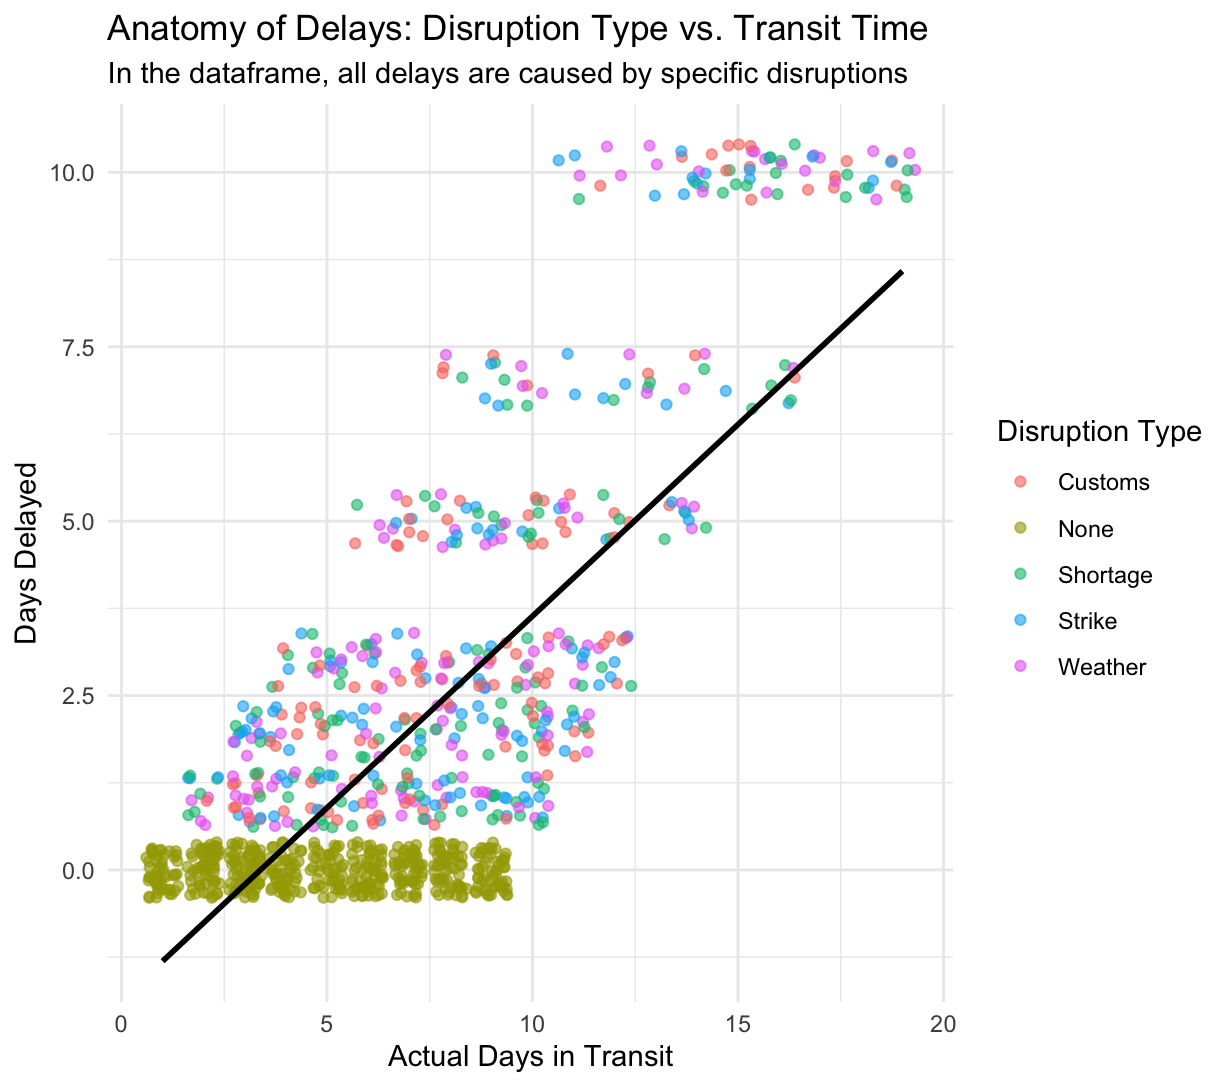 Anatomy of Delays: Disruption Type vs. Transit Time
In the dataframe, all delays are caused by specific disruptions
Days Delayed
10.0
7.5
5.0
2.5
0.0
0
5
10
15
20
Actual Days in Transit
Disruption Type
Customs
None
Shortage
Strike
Weather